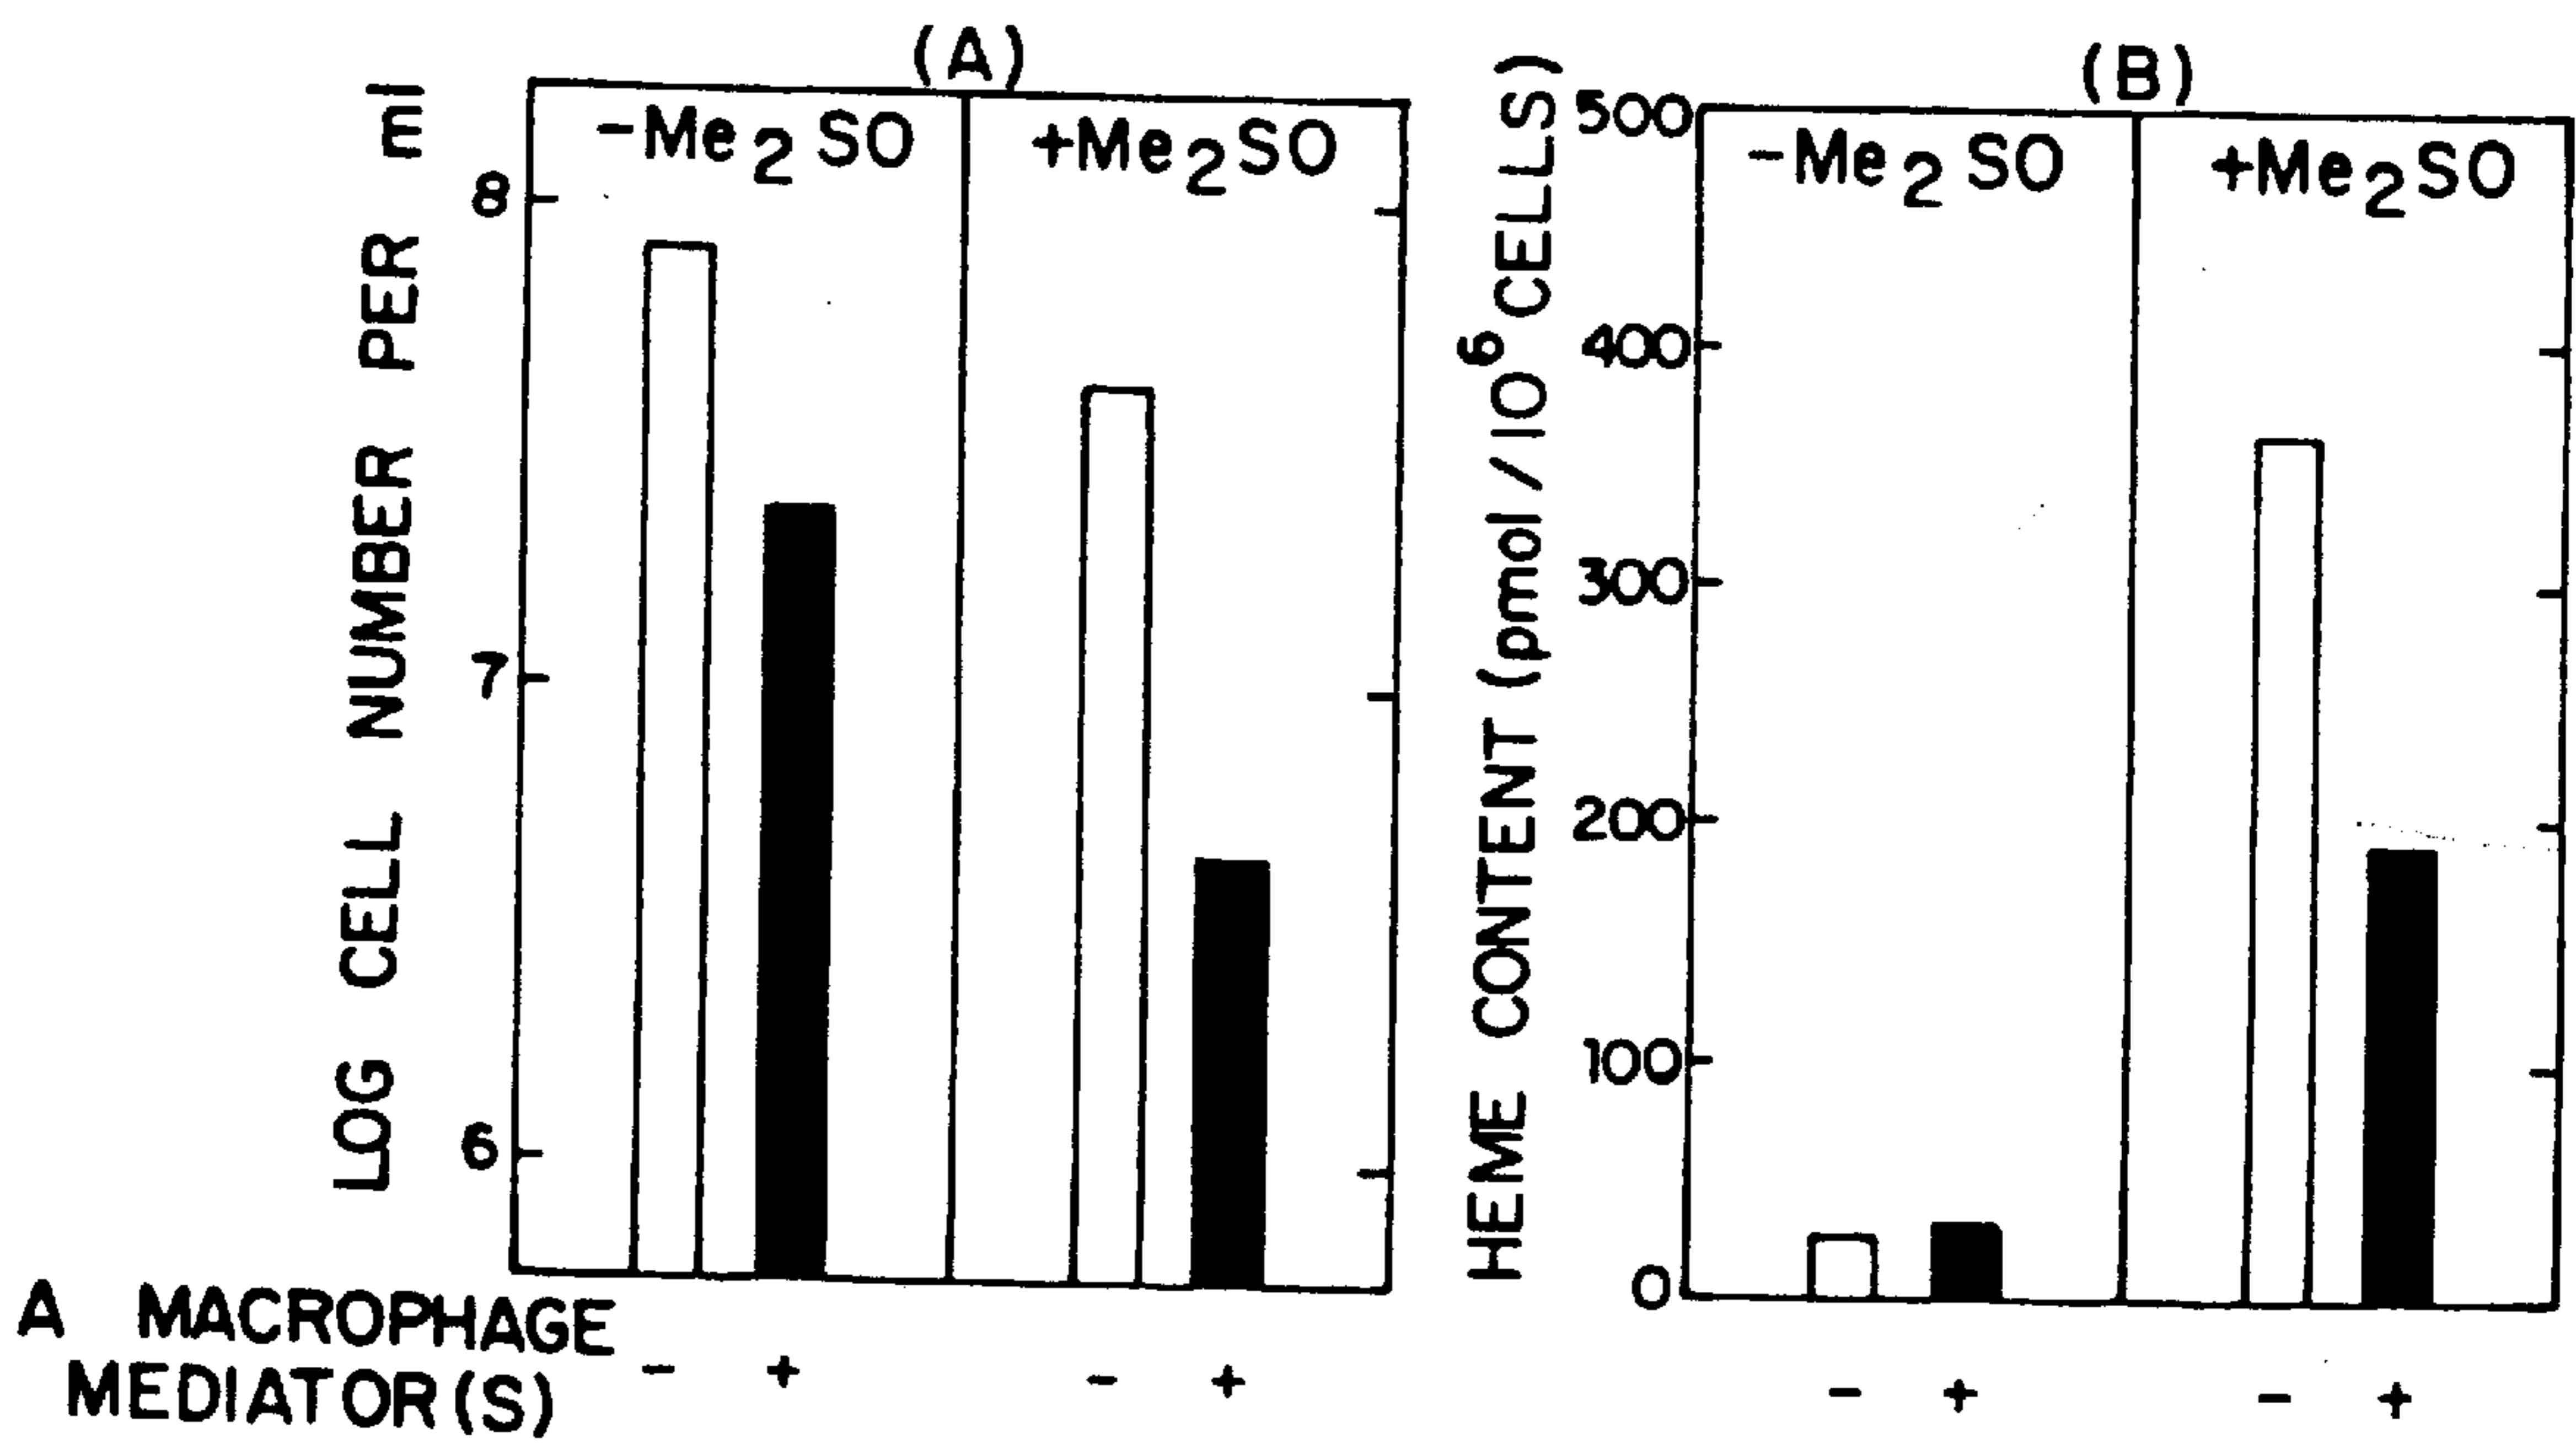 (A)
-Me2SO
+Me2SO
LOG CELL NUMBER PER ml
8
7
6
(B)
-Me2SO
+Me2SO
HEME CONTENT (pmol/10^6 CELLS)
500
400
300
200
100
0
A MACROPHAGE
MEDIATOR(S)
- + - +
- + - +